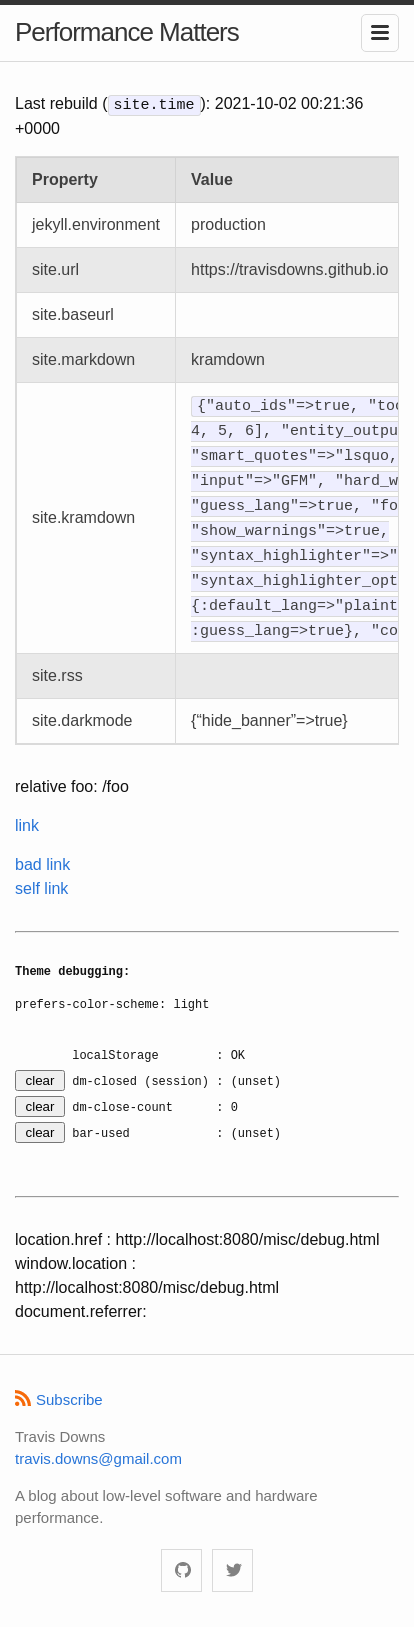 Performance Matters
Last rebuild (site.time): 2021-10-02 00:21:36
+0000
Property Value
jekyll.environment production
site.url https://travisdowns.github.io
site.baseurl
site.markdown kramdown
{"auto_ids"=>true, "toc
4, 5, 6], "entity_outpu
"smart_quotes"=>"lsquo,
"input"=>"GFM", "hard_w
"guess_lang"=>true, "fo
site.kramdown "show_warnings"=>true,
"syntax_highlighter"=>"
"syntax_highlighter_opt
{:default_lang=>"plaint
:guess_lang=>true}, "co
site.rss
site.darkmode {“hide_banner”=>true}
relative foo: /foo
link
bad link
self link
Theme debugging:
prefers-color-scheme: light
localStorage : OK
clear dm-closed (session) : (unset)
clear dm-close-count : 0
clear bar-used : (unset)
location.href : http://localhost:8080/misc/debug.html
window.location :
http://localhost:8080/misc/debug.html
document.referrer:
Subscribe
Travis Downs
travis.downs@gmail.com
A blog about low-level software and hardware
performance.